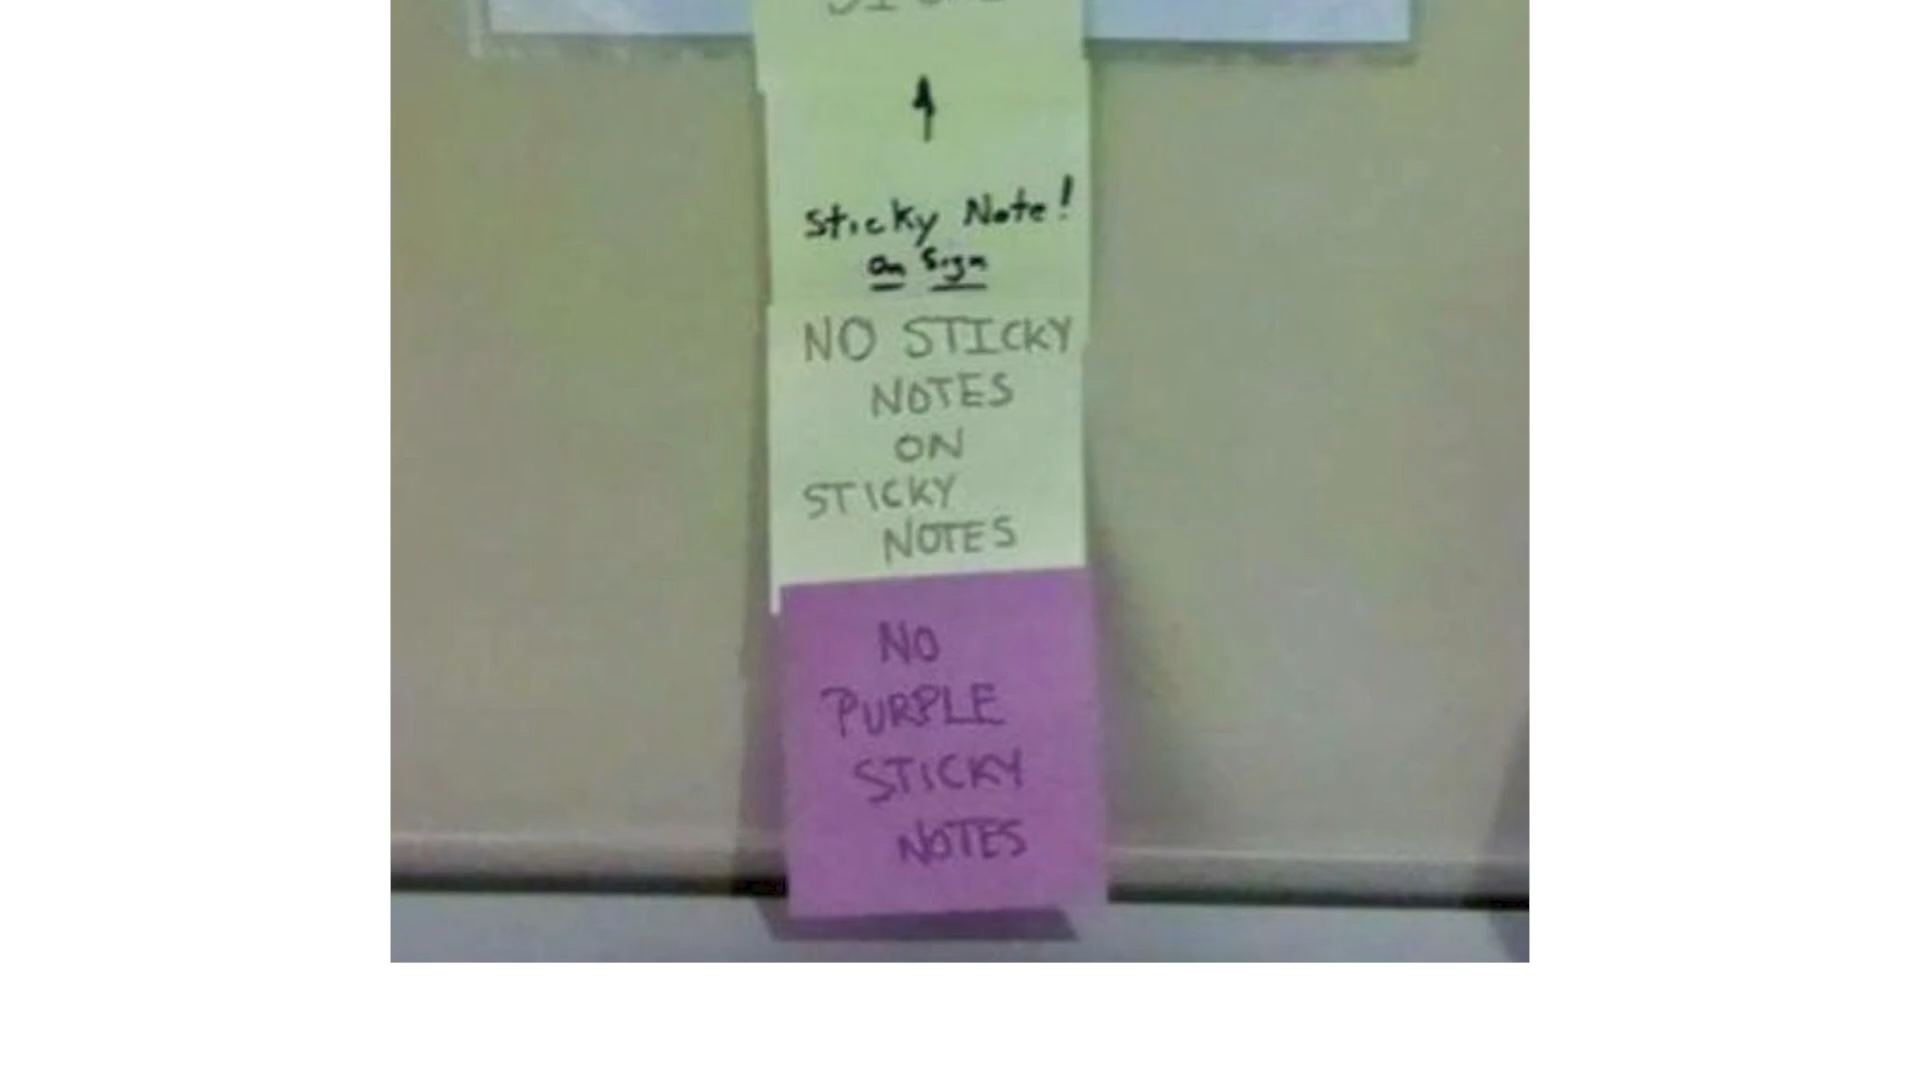 Sticky Note!
On Sign
NO STICKY
NOTES
ON
STICKY
NOTES
NO
PURPLE
STICKY
NOTES